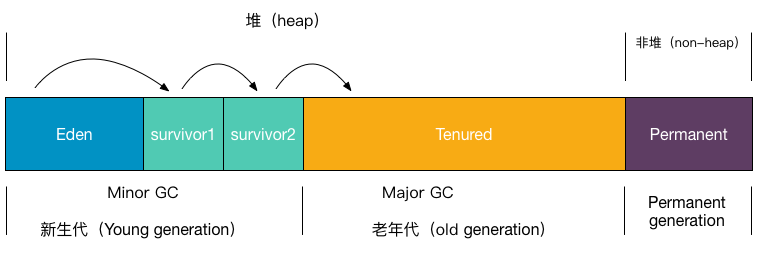 堆（heap）
非堆（non-heap）
Eden
survivor1
survivor2
Tenured
Permanent
Minor GC
Major GC
Permanent
generation
新生代（Young generation）
老年代（old generation）